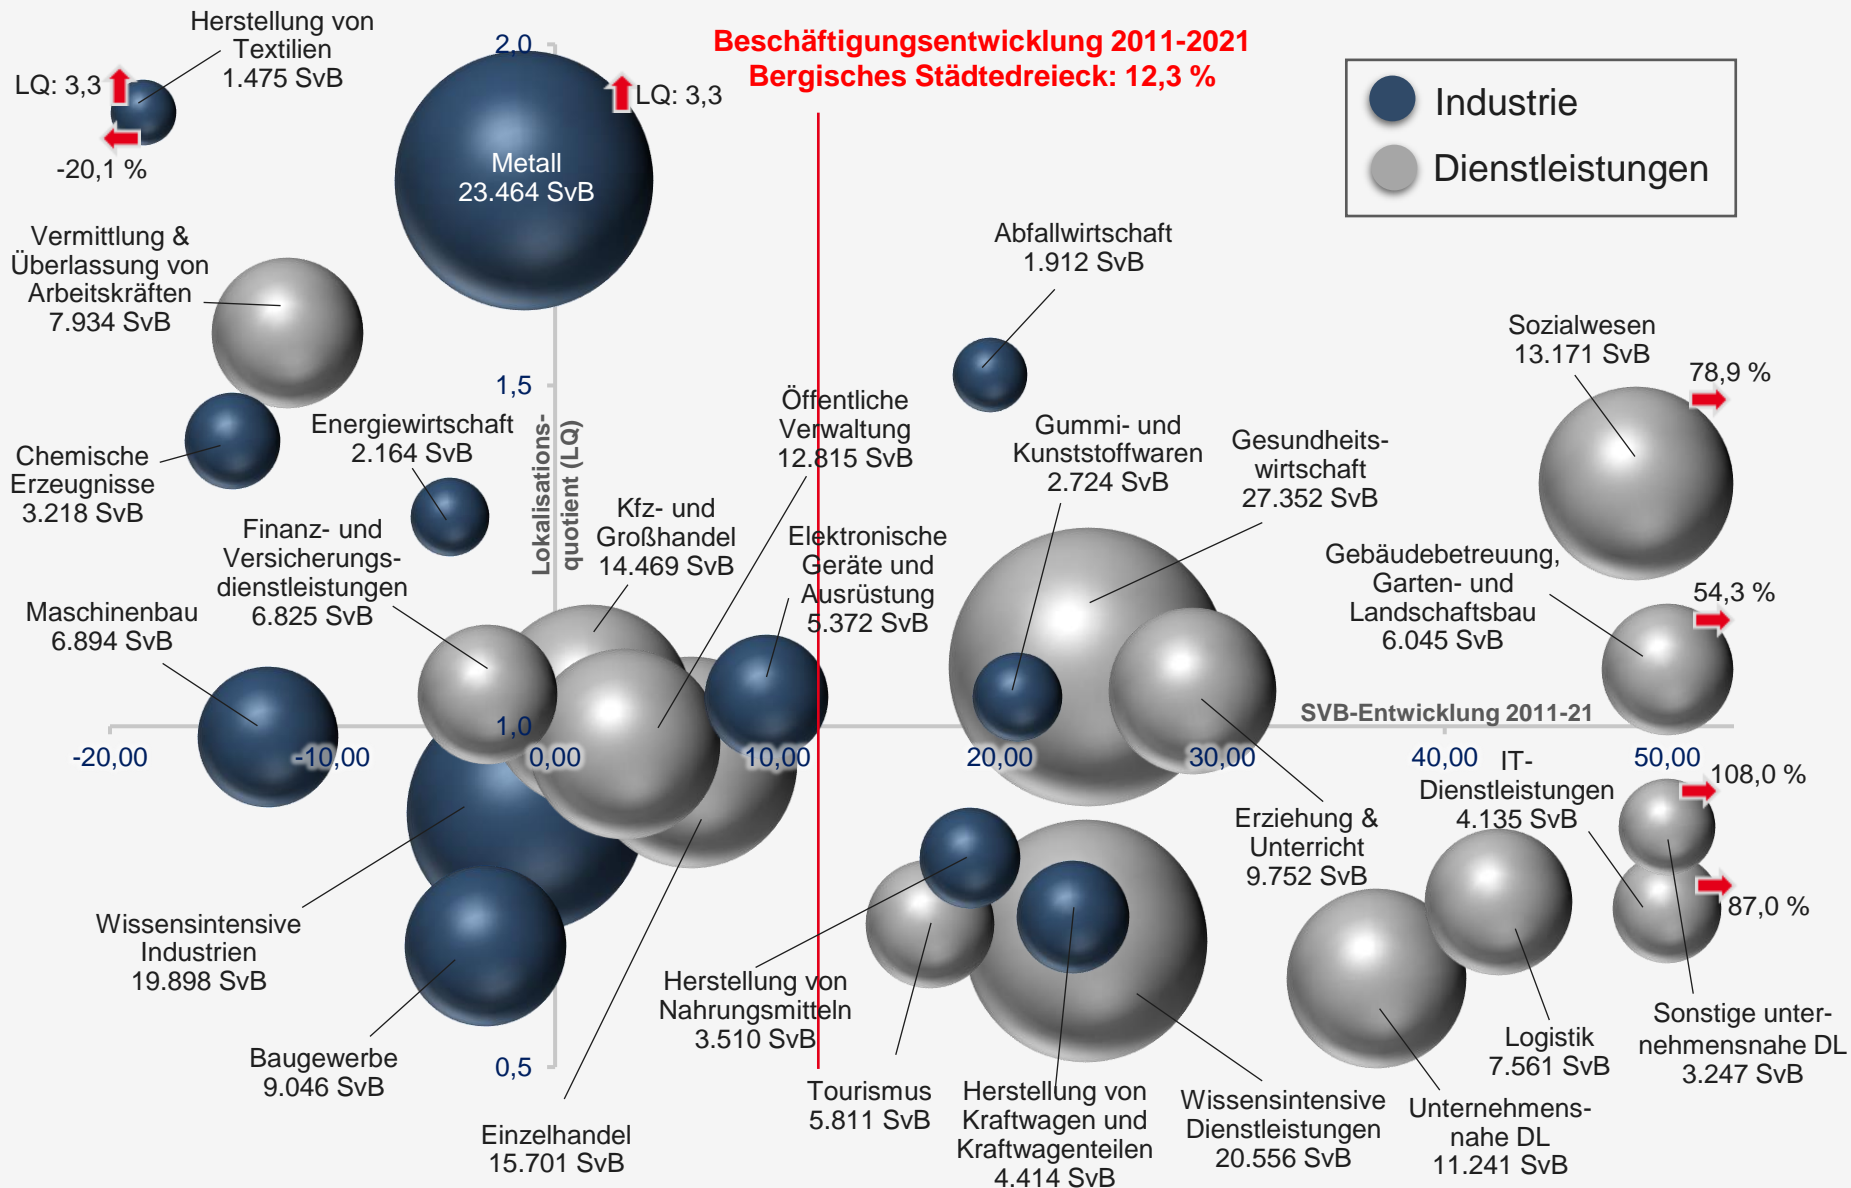 Herstellung von
Textilien
1.475 SvB
LQ: 3,3
-20,1 %
2,0
Beschäftigungsentwicklung 2011-2021
Bergisches Städtedreieck: 12,3 %
LQ: 3,3
Metall
23.464 SvB
Industrie
Dienstleistungen
Vermittlung &
Überlassung von
Arbeitskräften
7.934 SvB
Abfallwirtschaft
1.912 SvB
Sozialwesen
13.171 SvB
78,9 %
1,5
Chemische
Erzeugnisse
3.218 SvB
Energiewirtschaft
2.164 SvB
Lokalisations-
quotient (LQ)
Öffentliche
Verwaltung
12.815 SvB
Gummi- und
Kunststoffwaren
2.724 SvB
Gesundheits-
wirtschaft
27.352 SvB
Finanz- und
Versicherungs-
dienstleistungen
6.825 SvB
Kfz- und
Großhandel
14.469 SvB
Elektronische
Geräte und
Ausrüstung
5.372 SvB
Gebäudebetreuung,
Garten- und
Landschaftsbau
6.045 SvB
54,3 %
Maschinenbau
6.894 SvB
1,0
SVB-Entwicklung 2011-21
-20,00
-10,00
0,00
10,00
20,00
30,00
40,00
50,00
IT-
Dienstleistungen
4.135 SvB
108,0 %
87,0 %
Erziehung &
Unterricht
9.752 SvB
Wissensintensive
Industrien
19.898 SvB
Baugewerbe
9.046 SvB
0,5
Einzelhandel
15.701 SvB
Herstellung von
Nahrungsmitteln
3.510 SvB
Tourismus
5.811 SvB
Herstellung von
Kraftwagen und
Kraftwagenteilen
4.414 SvB
Wissensintensive
Dienstleistungen
20.556 SvB
Unternehmens-
nahe DL
11.241 SvB
Logistik
7.561 SvB
Sonstige unter-
nehmensnahe DL
3.247 SvB